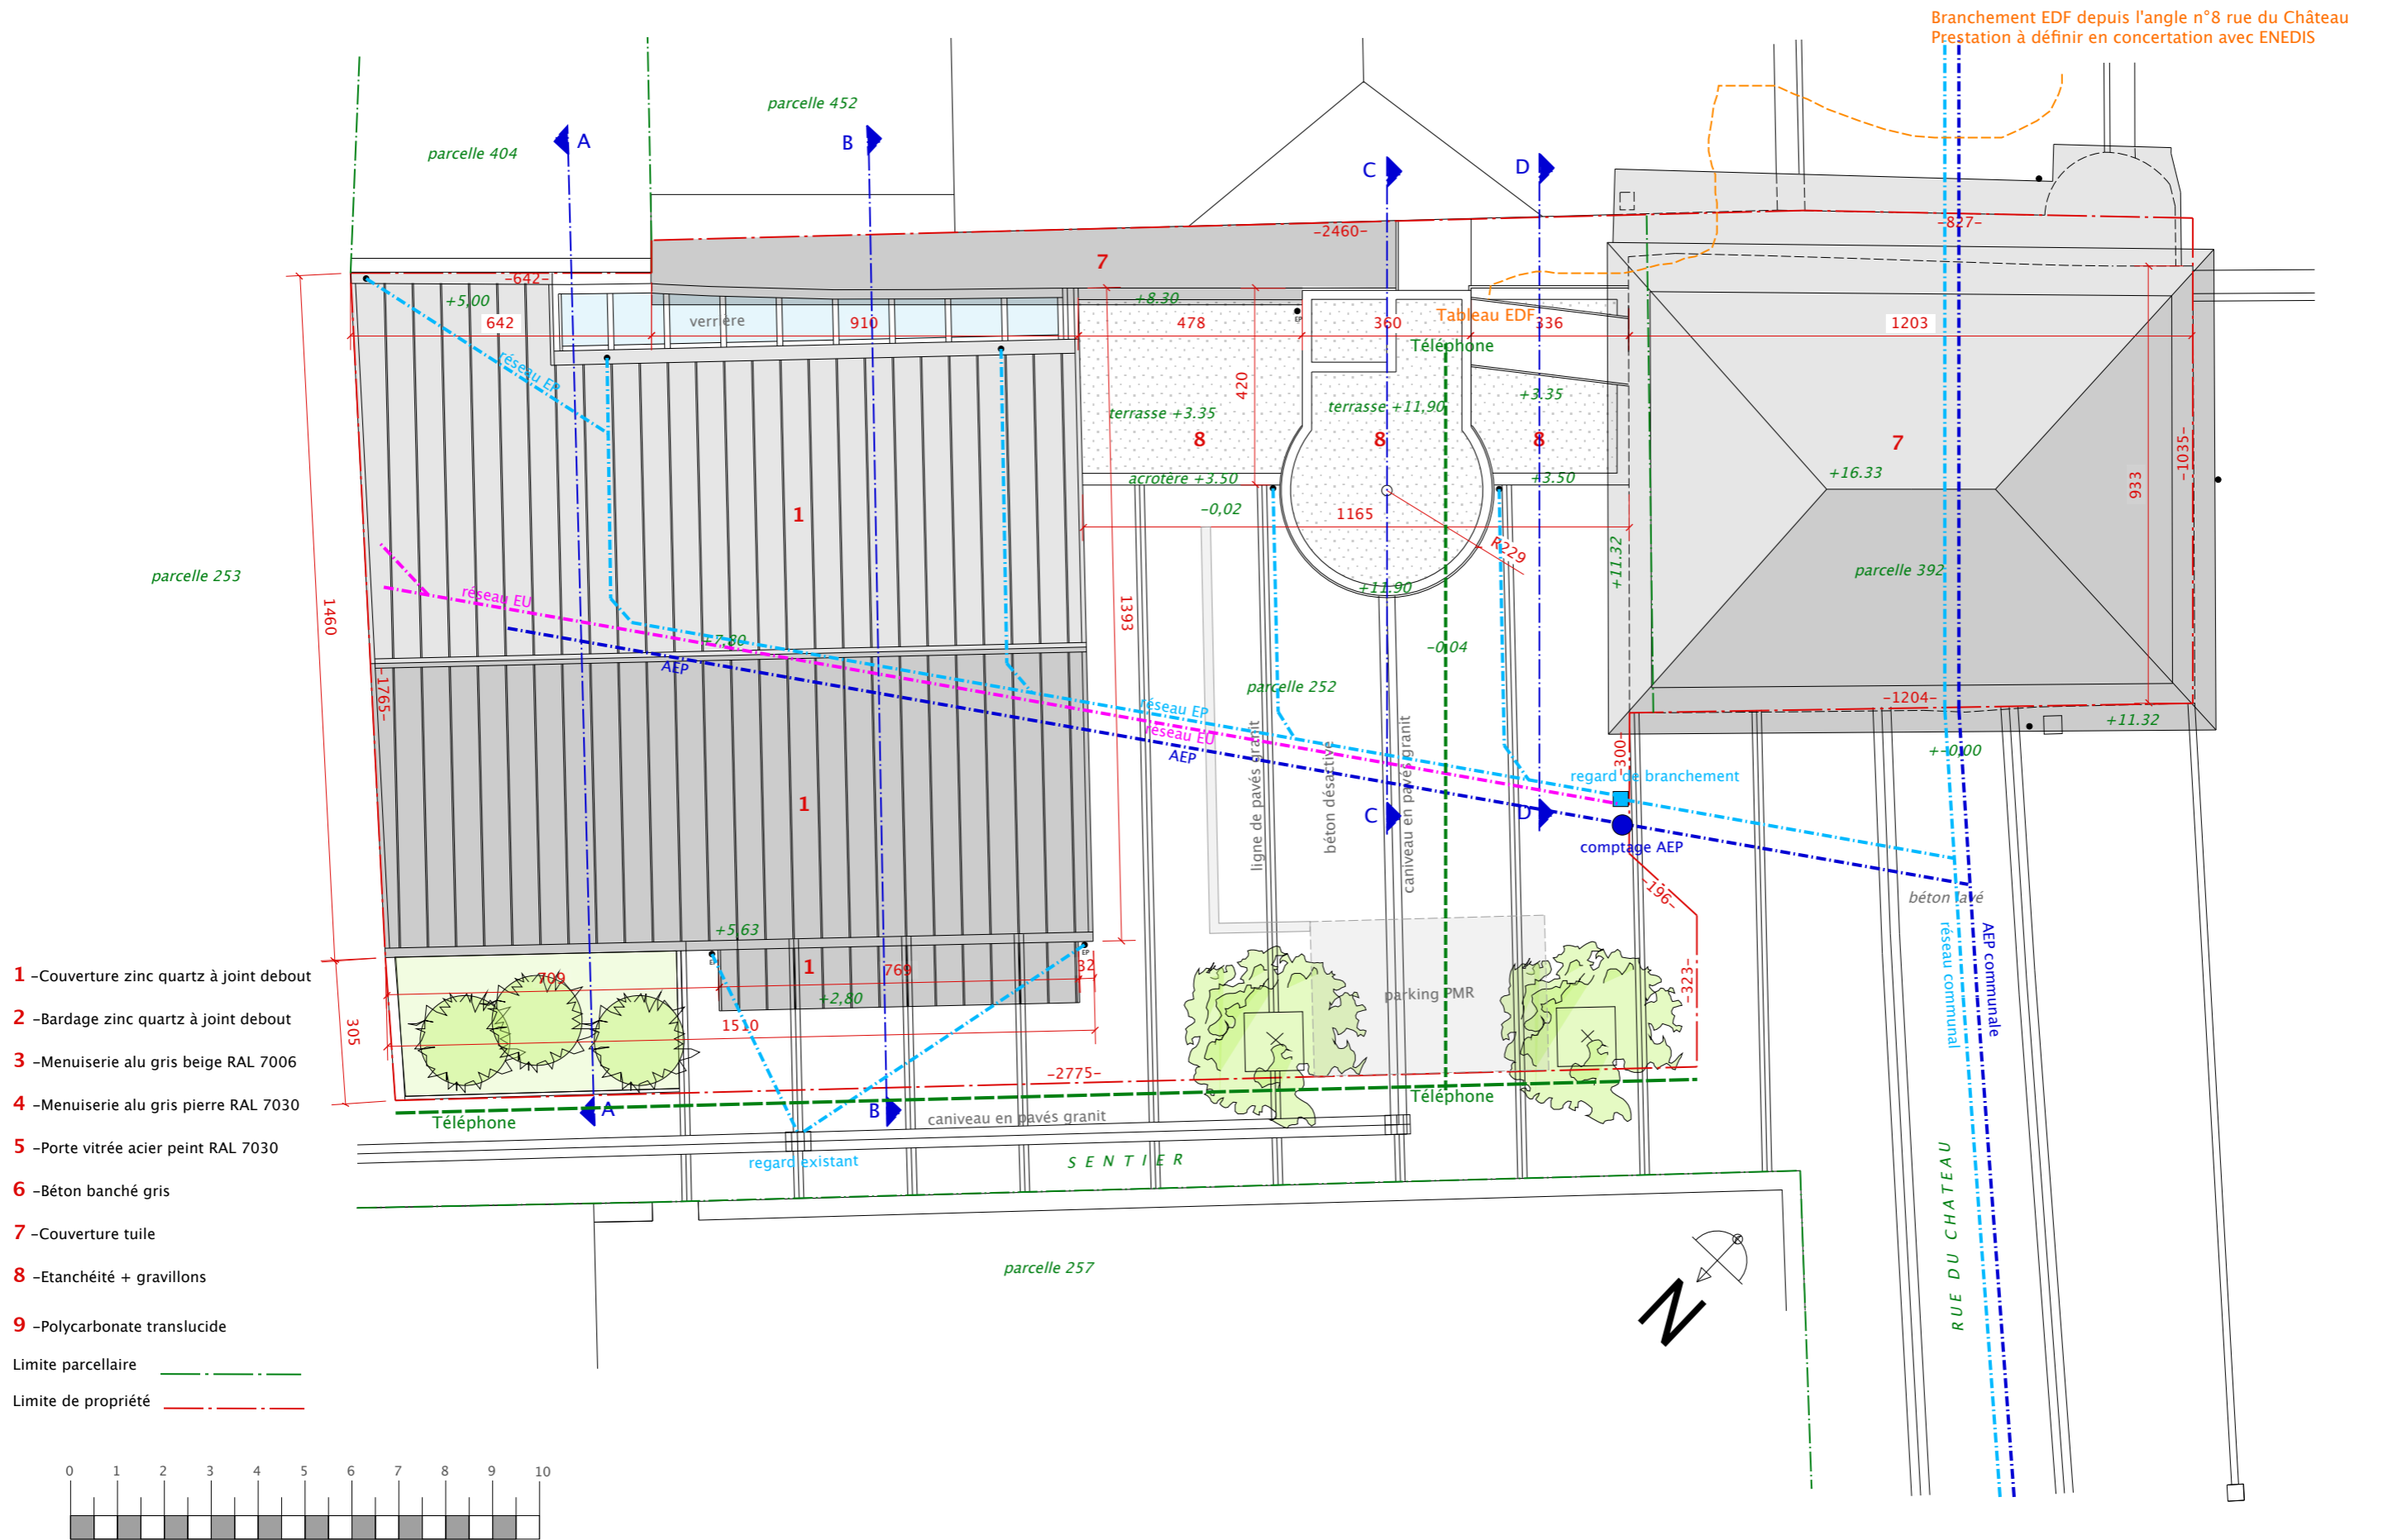 Branchement EDF depuis l'angle n°8 rue du Château
Prestation à définir en concertation avec ENEDIS
parcelle 452
parcelle 404
A
B
C
D
-2460-
-827-
7
-642-
+5,00
+8.30
verrière
642
910
478
360
336
1203
EP
Tableau EDF
Téléphone
réseau EP
420
terrasse +3.35
terrasse +11,90
+3.35
8
8
8
7
-1035-
933
+16.33
acrotère +3.50
+3.50
-0,02
1165
1
R229
+11.32
parcelle 253
parcelle 392
+11.90
réseau EU
1460
1393
+7,80
-0,04
AEP
-1765-
parcelle 252
-1204-
réseau EP
réseau EU
AEP
+11.32
+-0,00
-300-
ligne de pavés granit
béton désactivé
caniveau en pavés granit
regard de branchement
1
C
D
comptage AEP
-196-
béton lavé
+5,63
EP
EP
1
709
769
32
-323-
parking PMR
+2,80
réseau communal
AEP communale
1510
305
-2775-
A
B
Téléphone
Téléphone
caniveau en pavés granit
regard existant
SENTIER
RUE DU CHATEAU
parcelle 257
N
1 -Couverture zinc quartz à joint debout
2 -Bardage zinc quartz à joint debout
3 -Menuiserie alu gris beige RAL 7006
4 -Menuiserie alu gris pierre RAL 7030
5 -Porte vitrée acier peint RAL 7030
6 -Béton banché gris
7 -Couverture tuile
8 -Etanchéité + gravillons
9 -Polycarbonate translucide
Limite parcellaire
Limite de propriété
0 1 2 3 4 5 6 7 8 9 10